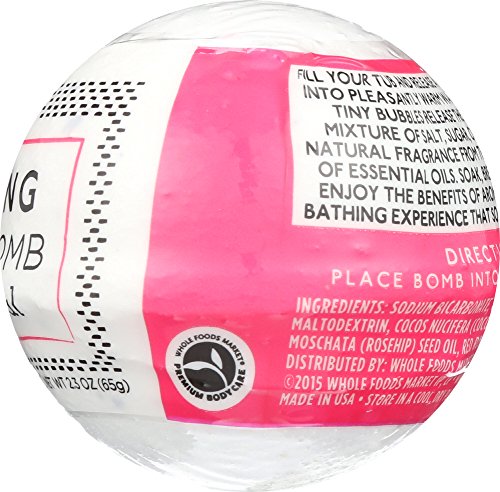 NG
OMB
NET WT 2.3 OZ (65g)
FILL YOUR TUB AND RELEASE
INTO PLEASANTLY WARM
TINY BUBBLES RELEASE
MIXTURE OF SALT, SUGAR,
NATURAL FRAGRANCE FROM
OF ESSENTIAL OILS. SOAK,
ENJOY THE BENEFITS OF
BATHING EXPERIENCE THAT
DIRECTI
PLACE BOMB INTO
INGREDIENTS: SODIUM BICARBONATE,
MALTODEXTRIN, COCOS NUCIFERA
MOSCHATA (ROSEHIP) SEED OIL, RED
DISTRIBUTED BY: WHOLE FOODS
©2015 WHOLE FOODS MARKET
MADE IN USA • STORE IN A COOL,
WHOLE FOODS MARKET®
PREMIUM BODY CARE